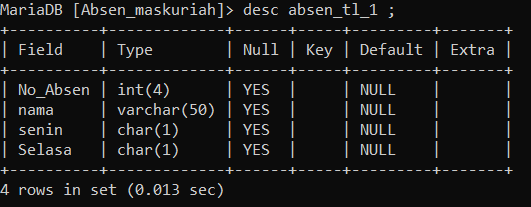 MariaDB [Absen_maskuriah]> desc absen_tl_1 ;
+----------+-------------+------+-----+---------+-------+
| Field    | Type        | Null | Key | Default | Extra |
+----------+-------------+------+-----+---------+-------+
| No_Absen | int(4)      | YES  |     | NULL    |       |
| nama     | varchar(50) | YES  |     | NULL    |       |
| senin    | char(1)     | YES  |     | NULL    |       |
| Selasa   | char(1)     | YES  |     | NULL    |       |
+----------+-------------+------+-----+---------+-------+
4 rows in set (0.013 sec)